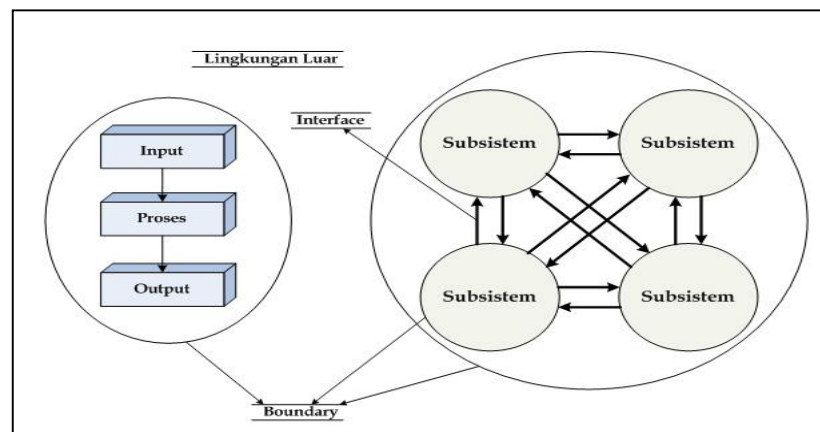 Lingkungan Luar
Interface
Input
Proses
Output
Subsistem
Subsistem
Subsistem
Subsistem
Boundary